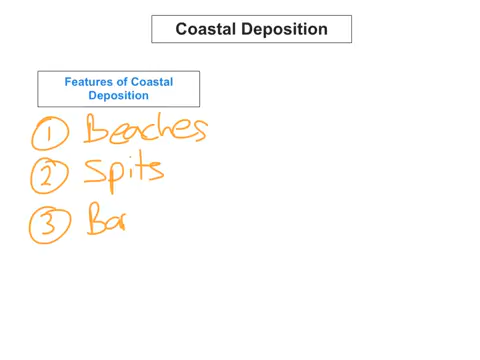 Coastal Deposition
Features of Coastal
Deposition
1 Beaches
2 Spits
3 Bar